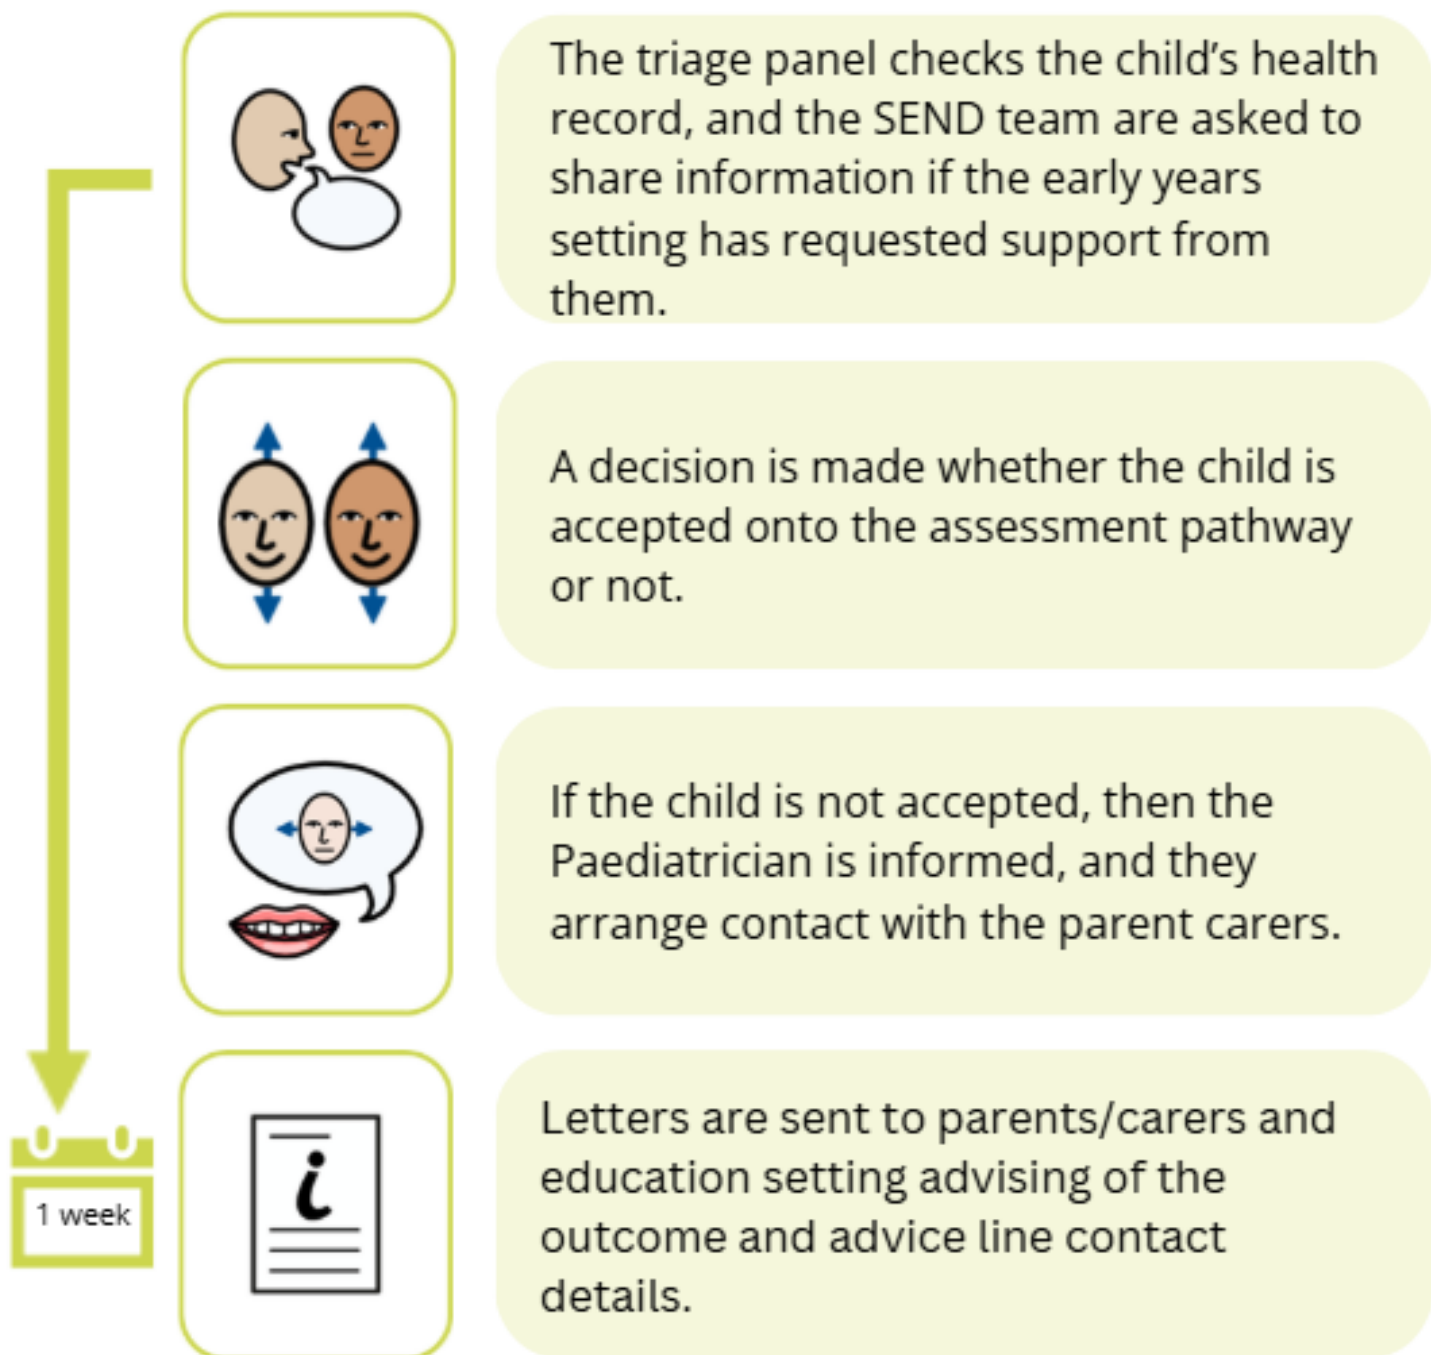 The triage panel checks the child’s health
record, and the SEND team are asked to
share information if the early years
setting has requested support from
them.
A decision is made whether the child is
accepted onto the assessment pathway
or not.
If the child is not accepted, then the
Paediatrician is informed, and they
arrange contact with the parent carers.
1 week
i
Letters are sent to parents/carers and
education setting advising of the
outcome and advice line contact
details.